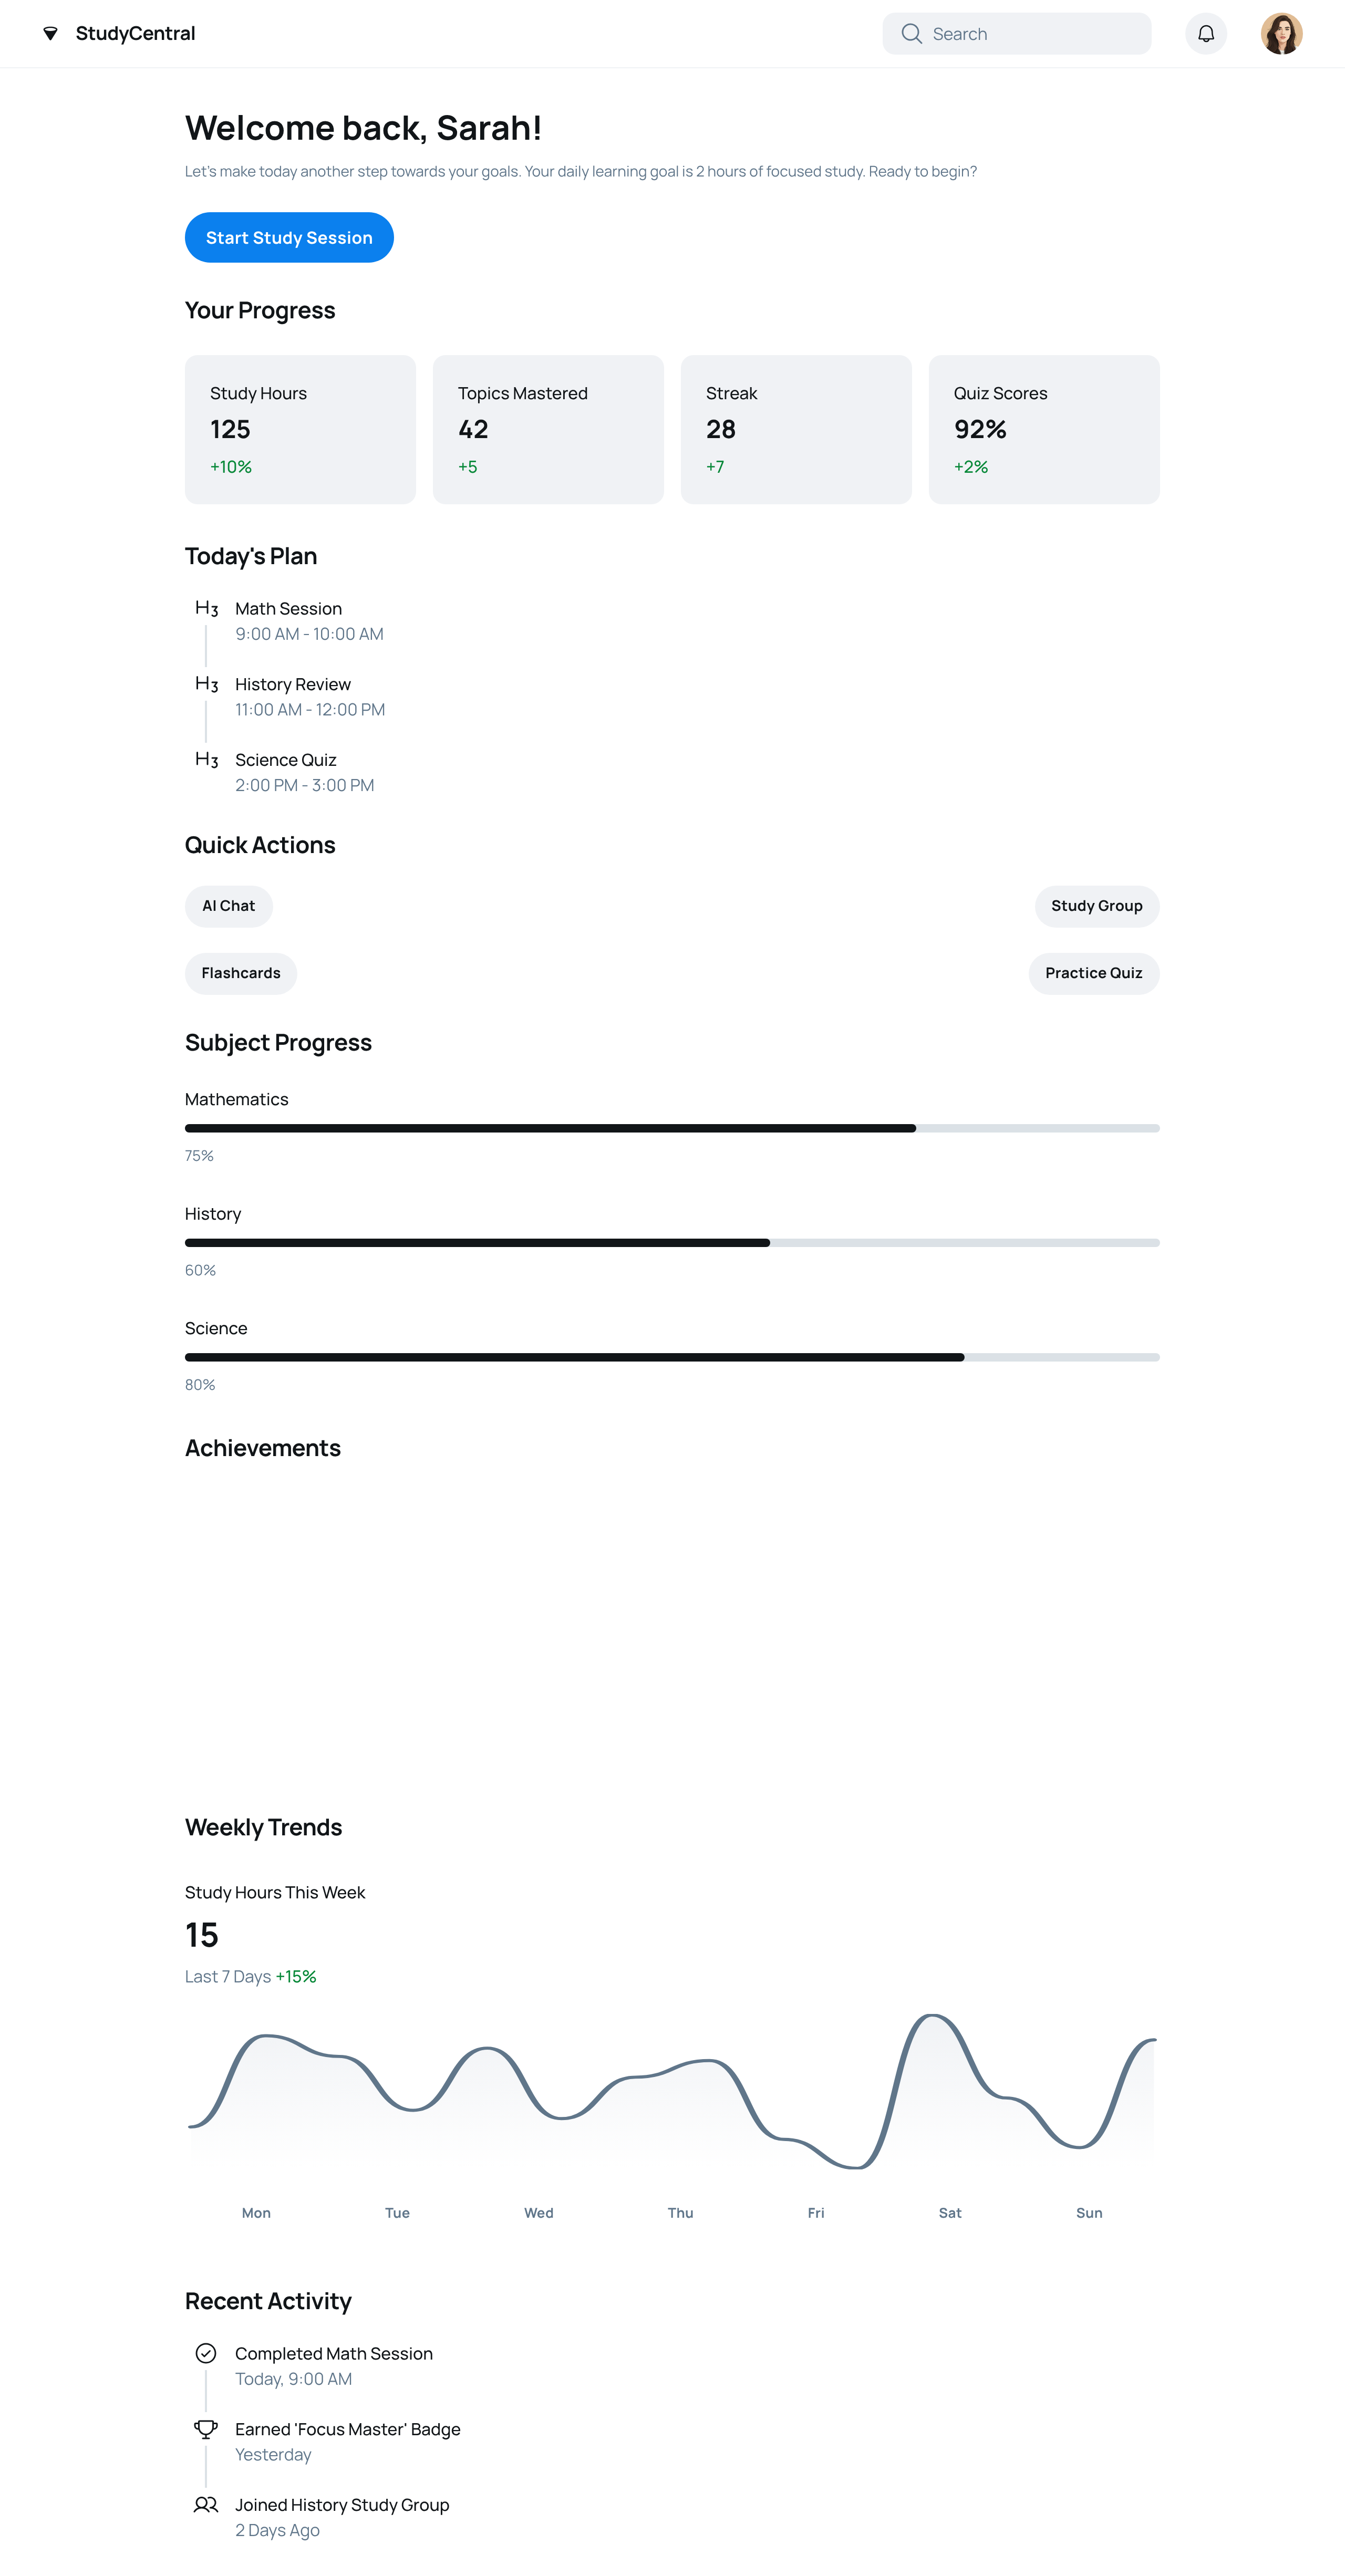 StudyCentral
Search
Welcome back, Sarah!
Let's make today another step towards your goals. Your daily learning goal is 2 hours of focused study. Ready to begin?
Start Study Session
Your Progress
Study Hours
125
+10%
Topics Mastered
42
+5
Streak
28
+7
Quiz Scores
92%
+2%
Today's Plan
H3 Math Session
9:00 AM - 10:00 AM
H3 History Review
11:00 AM - 12:00 PM
H3 Science Quiz
2:00 PM - 3:00 PM
Quick Actions
AI Chat
Study Group
Flashcards
Practice Quiz
Subject Progress
Mathematics
75%
History
60%
Science
80%
Achievements
Weekly Trends
Study Hours This Week
15
Last 7 Days +15%
Mon Tue Wed Thu Fri Sat Sun
Recent Activity
Completed Math Session
Today, 9:00 AM
Earned 'Focus Master' Badge
Yesterday
Joined History Study Group
2 Days Ago